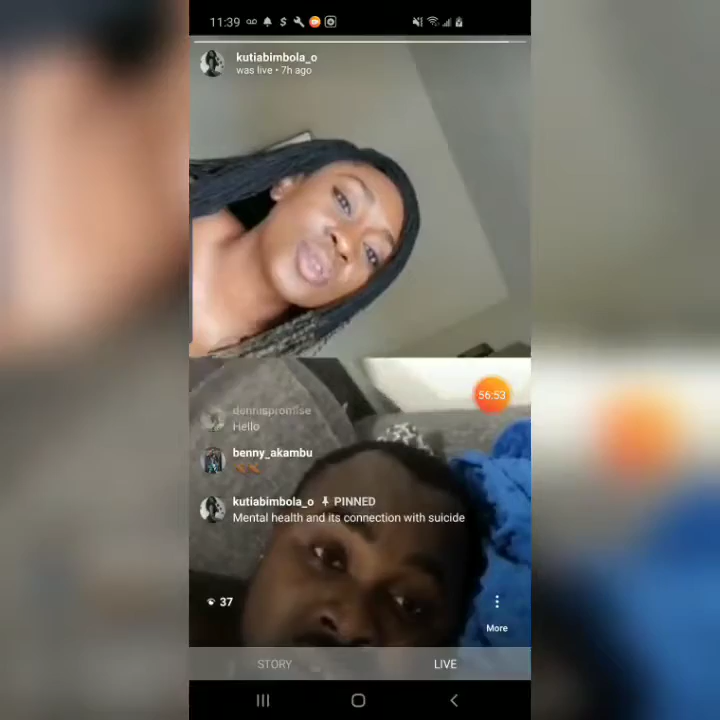 11:39
kutiabimbola_o
was live • 7h ago
56:53
dennispromise
Hello
benny_akambu
kutiabimbola_o PINNED
Mental health and its connection with suicide
37
More
STORY LIVE